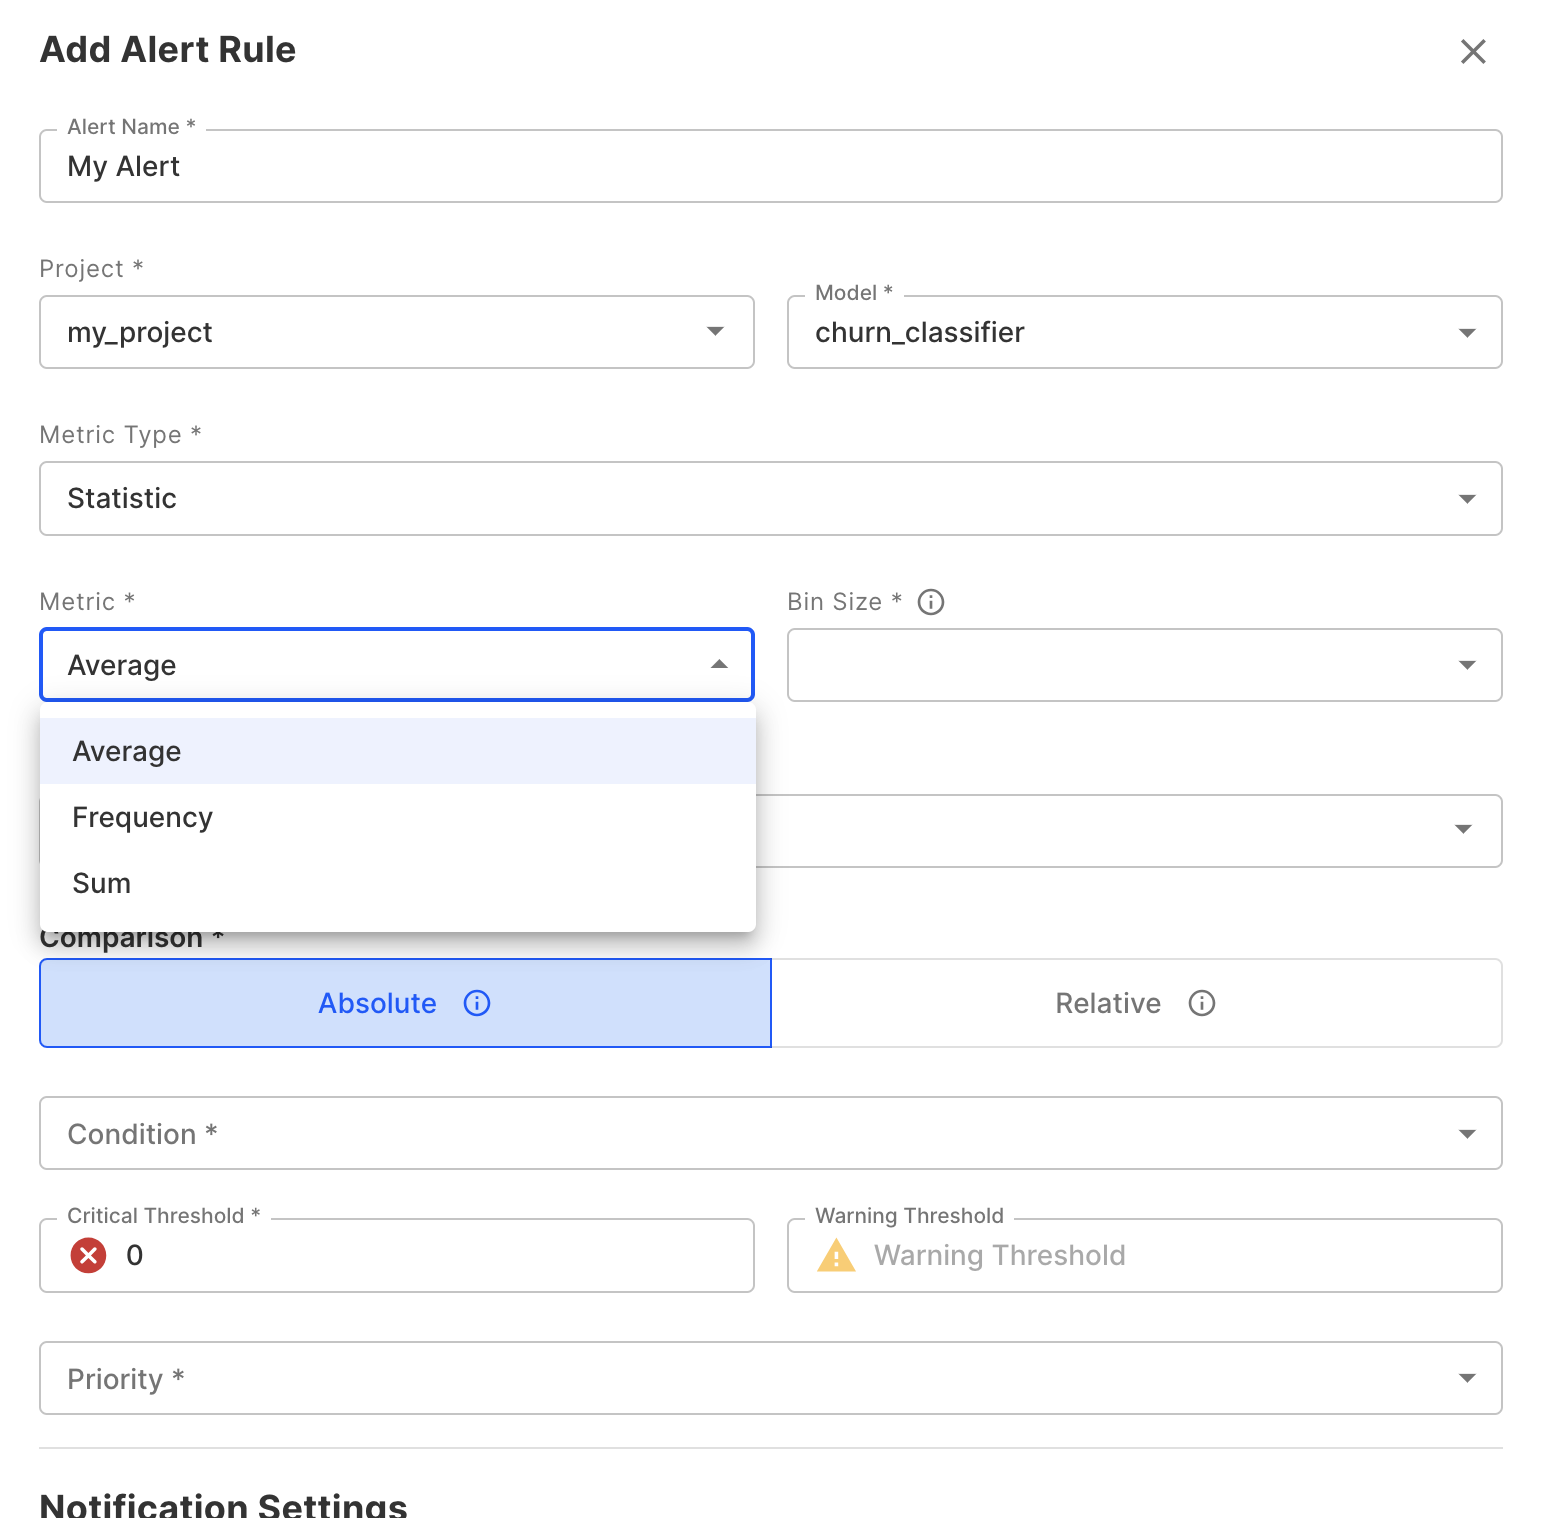 Add Alert Rule
Alert Name *
My Alert
Project *
my_project
Model *
churn_classifier
Metric Type *
Statistic
Metric *
Average
Bin Size *
Average
Frequency
Sum
Comparison *
Absolute
Relative
Condition *
Critical Threshold *
0
Warning Threshold
Warning Threshold
Priority *
Notification Settings